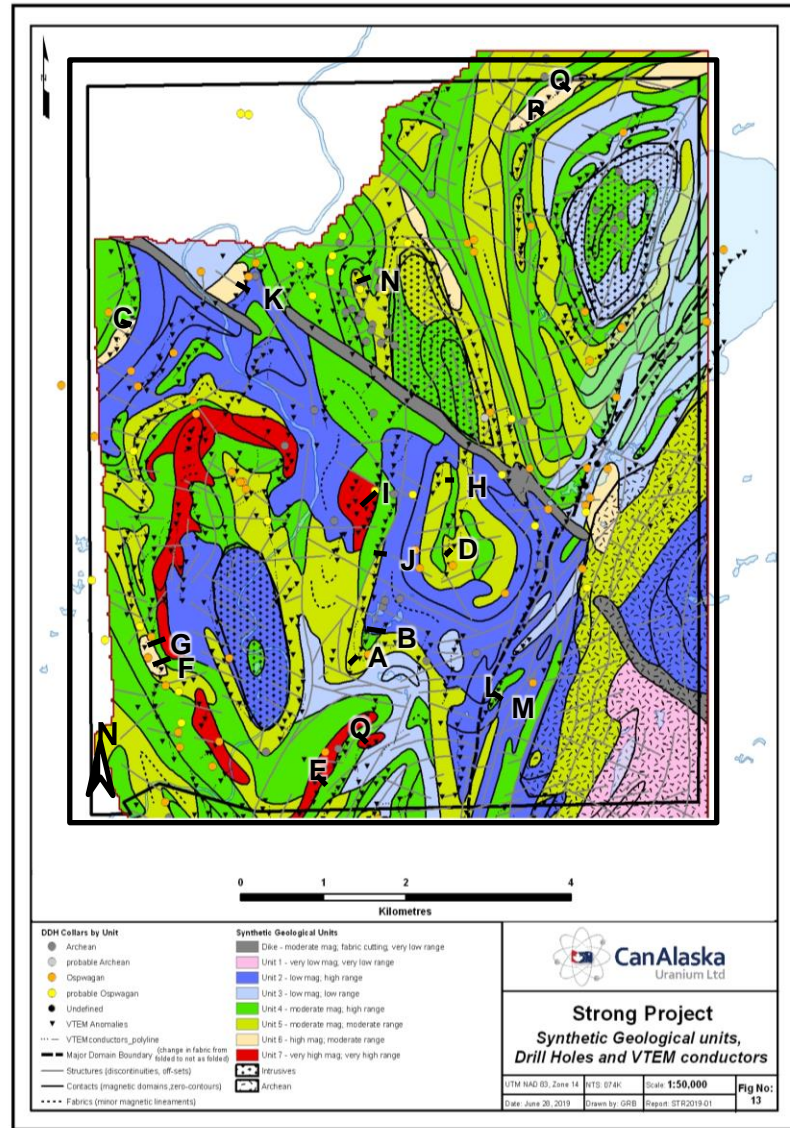 Q
P
N
K
C
H
I
D
J
G
B
F
A
L
M
Q
E
N
0 1 2 4
Kilometres
DDH Collars by Unit
Archean
probable Archean
Ospwagan
probable Ospwagan
Undefined
VTEM Anomalies
VTEMconductors_polyline
Major Domain Boundary (change in fabric from folded to not as folded)
Structures (discontinuities, off-sets)
Contacts (magnetic domains,zero-contours)
Fabrics (minor magnetic lineaments)
Synthetic Geological Units
Dike - moderate mag; fabric cutting; very low range
Unit 1 - very low mag; very low range
Unit 2 - low mag, high range
Unit 3 - low mag, low range
Unit 4 - moderate mag, high range
Unit 5 - moderate mag, moderate range
Unit 6 - high mag, moderate range
Unit 7 - very high mag, very high range
Intrusives
Archean
CanAlaska
Uranium Ltd
Strong Project
Synthetic Geological units,
Drill Holes and VTEM conductors
UTM NAD 83, Zone 14 NTS: 074K Scale: 1:50,000 Fig No:
Date: June 28, 2019 Drawn by: GRB Report: STR2019-01 13